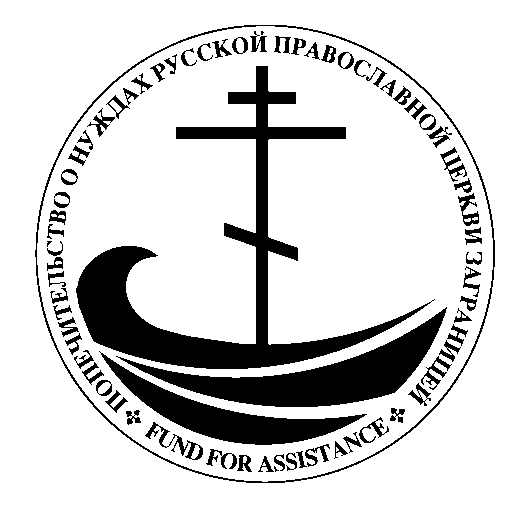 ПОПЕЧИТЕЛЬСТВО О НУЖДАХ РУССКОЙ ПРАВОСЛАВНОЙ ЦЕРКВИ ЗАГРАНИЦЕЙ
FUND FOR ASSISTANCE